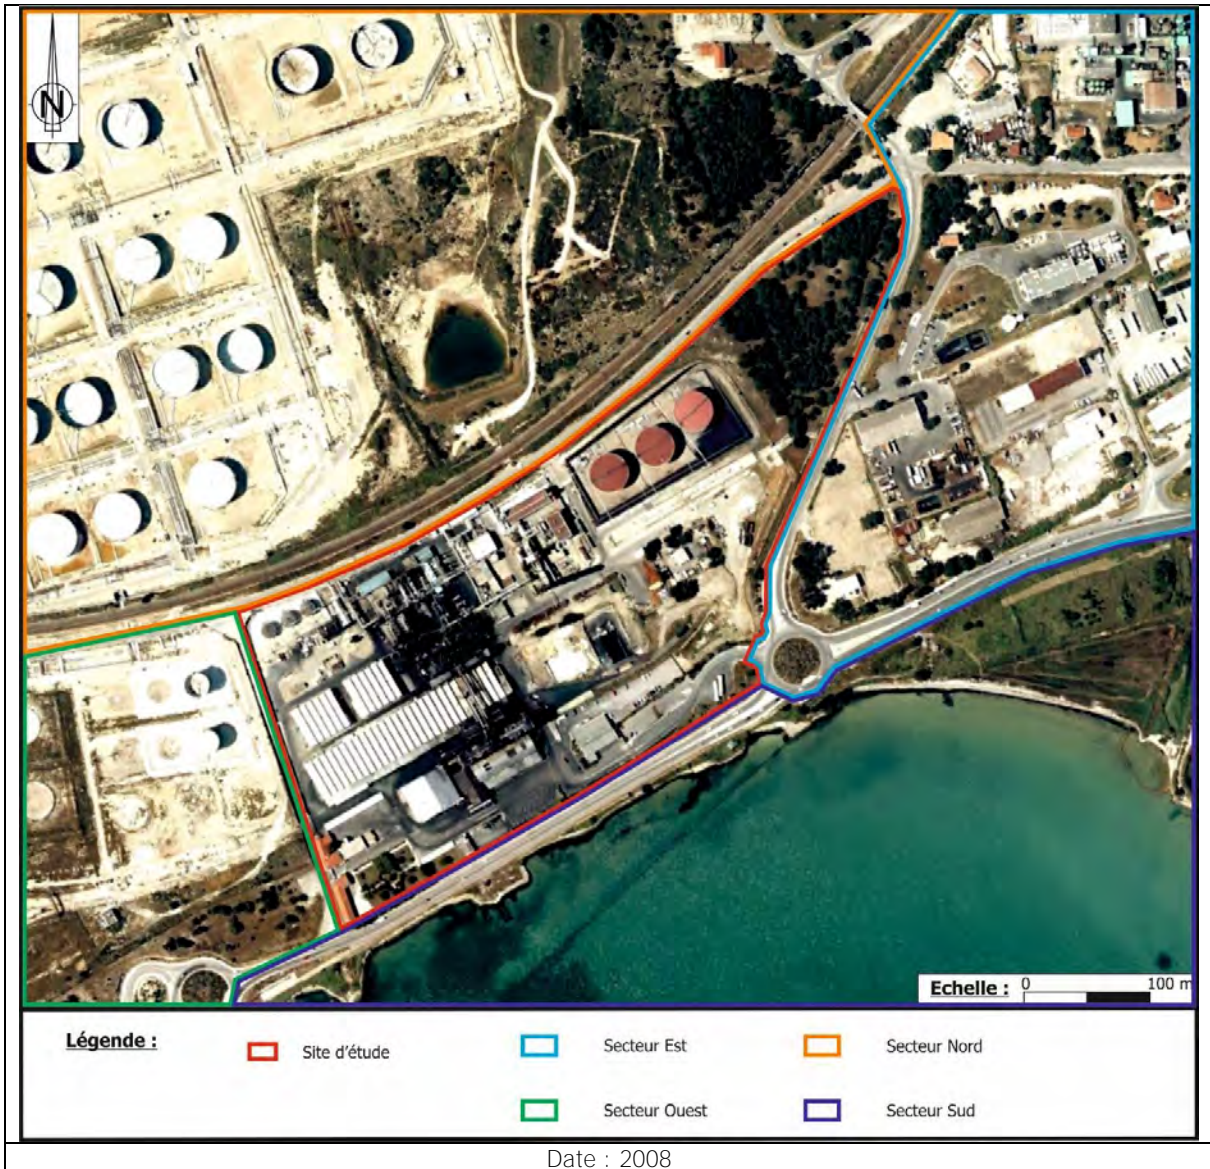 N
Echelle : 0 100 m
Légende :
Site d'étude
Secteur Est
Secteur Nord
Secteur Ouest
Secteur Sud
Date : 2008